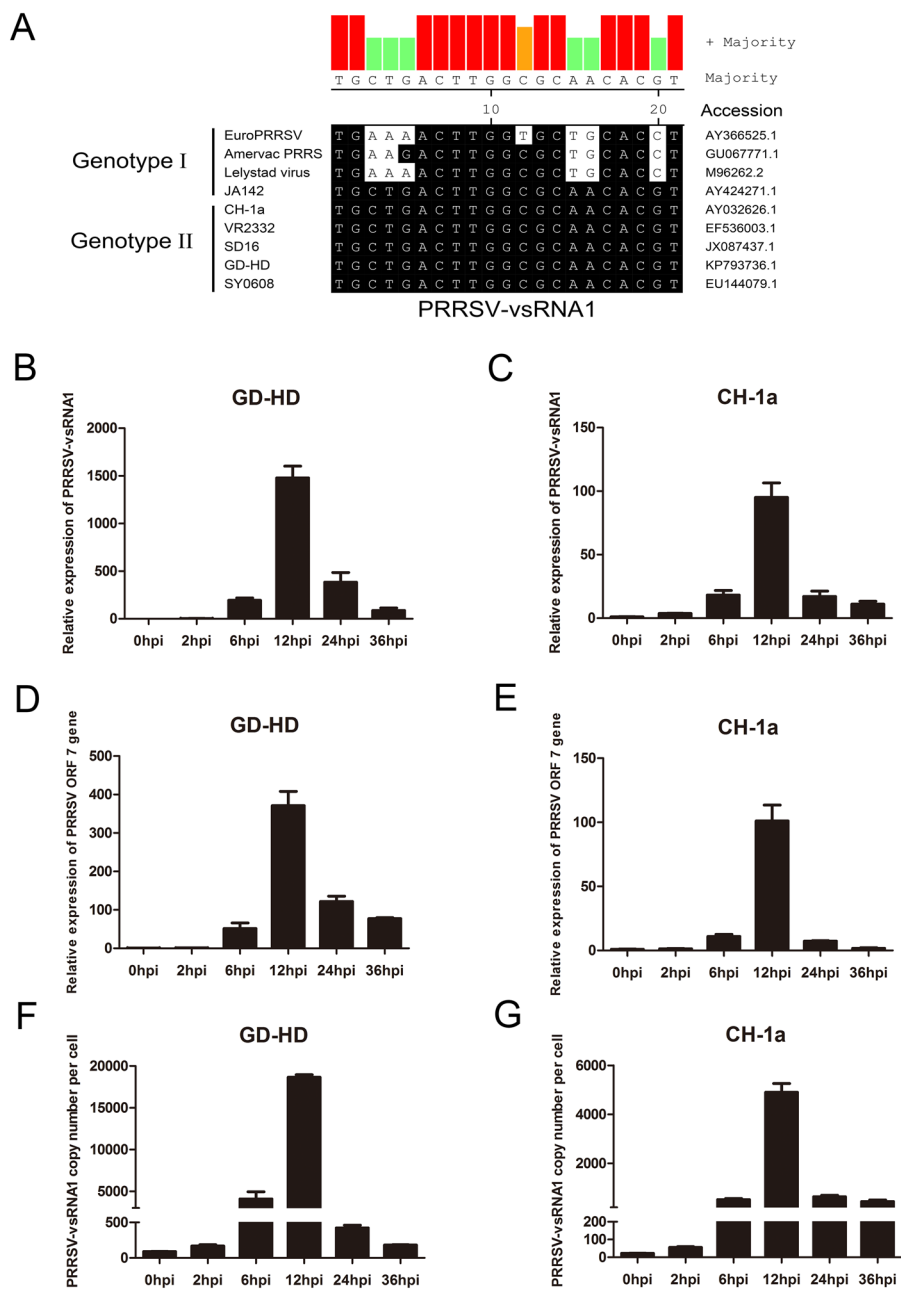 A
+ Majority
T G C T G A C T T G G C G C A A C A C G T Majority
10 20
Accession
Genotype I
EuroPRRSV T G A A A A C T T G G T G C T G C A C C T AY366525.1
Amervac PRRS T G A A G A C T T G G C G C T G C A C C T GU067771.1
Lelystad virus T G A A A A C T T G G C G C T G C A C C T M96262.2
JA142 T G C T G A C T T G G C G C A A C A C G T AY424271.1
Genotype II
CH-1a T G C T G A C T T G G C G C A A C A C G T AY032626.1
VR2332 T G C T G A C T T G G C G C A A C A C G T EF536003.1
SD16 T G C T G A C T T G G C G C A A C A C G T JX087437.1
GD-HD T G C T G A C T T G G C G C A A C A C G T KP793736.1
SY0608 T G C T G A C T T G G C G C A A C A C G T EU144079.1
PRRSV-vsRNA1
B
GD-HD
Relative expression of PRRSV-vsRNA1
2000
1500
1000
500
0
0hpi 2hpi 6hpi 12hpi 24hpi 36hpi
C
CH-1a
Relative expression of PRRSV-vsRNA1
150
100
50
0
0hpi 2hpi 6hpi 12hpi 24hpi 36hpi
D
GD-HD
Relative expression of PRRSV ORF 7 gene
500
400
300
200
100
0
0hpi 2hpi 6hpi 12hpi 24hpi 36hpi
E
CH-1a
Relative expression of PRRSV ORF 7 gene
150
100
50
0
0hpi 2hpi 6hpi 12hpi 24hpi 36hpi
F
GD-HD
PRRSV-vsRNA1 copy number per cell
20000
15000
10000
5000
500
0
0hpi 2hpi 6hpi 12hpi 24hpi 36hpi
G
CH-1a
PRRSV-vsRNA1 copy number per cell
6000
4000
2000
200
100
0
0hpi 2hpi 6hpi 12hpi 24hpi 36hpi